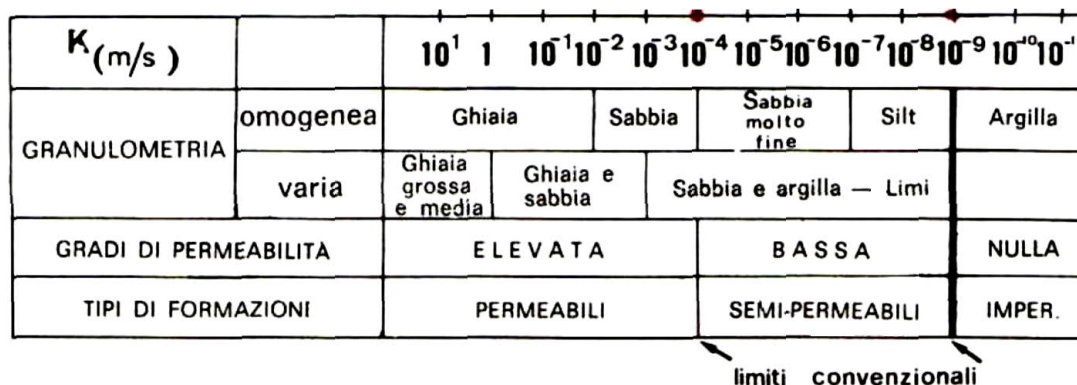 K (m/s) 10¹ 1 10⁻¹ 10⁻² 10⁻³ 10⁻⁴ 10⁻⁵ 10⁻⁶ 10⁻⁷ 10⁻⁸ 10⁻⁹ 10⁻¹⁰
GRANULOMETRIA
omogenea
Ghiaia
Sabbia
Sabbia
molto
fine
Silt
Argilla
varia
Ghiaia
grossa
e media
Ghiaia e
sabbia
Sabbia e argilla — Limi
GRADI DI PERMEABILITÀ ELEVATA BASSA NULLA
TIPI DI FORMAZIONI PERMEABILI SEMI-PERMEABILI IMPER.
limiti convenzionali